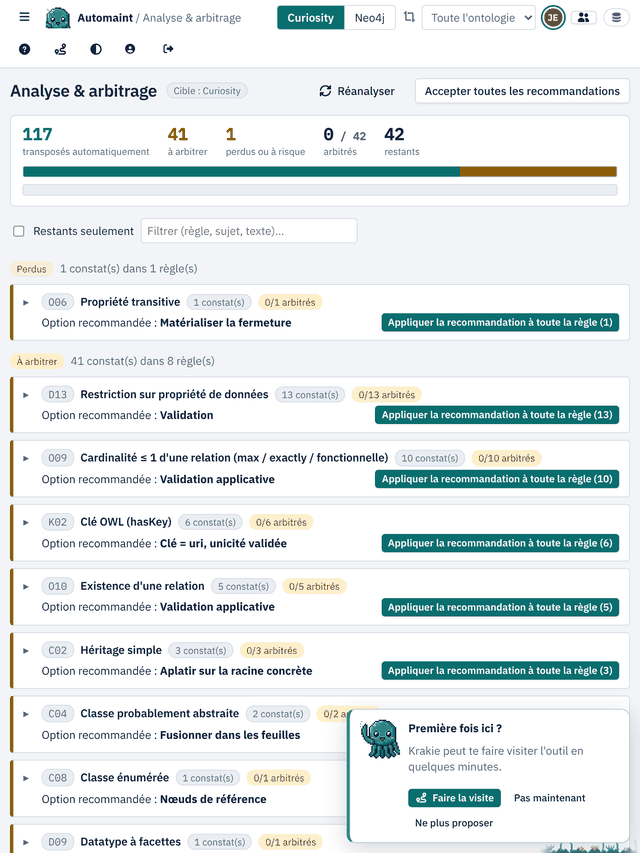 Automaint / Analyse & arbitrage
Curiosity
Neo4j
Toute l'ontologie
JE
Analyse & arbitrage
Cible : Curiosity
Réanalyser
Accepter toutes les recommandations
117
transposés automatiquement
41
à arbitrer
1
perdus ou à risque
0 / 42
arbitrés
42
restants
Restants seulement
Filtrer (règle, sujet, texte)...
Perdus 1 constat(s) dans 1 règle(s)
▸ O06 Propriété transitive 1 constat(s) 0/1 arbitrés
Option recommandée : Matérialiser la fermeture
Appliquer la recommandation à toute la règle (1)
À arbitrer 41 constat(s) dans 8 règle(s)
▸ D13 Restriction sur propriété de données 13 constat(s) 0/13 arbitrés
Option recommandée : Validation
Appliquer la recommandation à toute la règle (13)
▸ O09 Cardinalité ≤ 1 d'une relation (max / exactly / fonctionnelle) 10 constat(s) 0/10 arbitrés
Option recommandée : Validation applicative
Appliquer la recommandation à toute la règle (10)
▸ K02 Clé OWL (hasKey) 6 constat(s) 0/6 arbitrés
Option recommandée : Clé = uri, unicité validée
Appliquer la recommandation à toute la règle (6)
▸ O10 Existence d'une relation 5 constat(s) 0/5 arbitrés
Option recommandée : Validation applicative
Appliquer la recommandation à toute la règle (5)
▸ C02 Héritage simple 3 constat(s) 0/3 arbitrés
Option recommandée : Aplatir sur la racine concrète
Appliquer la recommandation à toute la règle (3)
▸ C04 Classe probablement abstraite 2 constat(s) 0/2
Option recommandée : Fusionner dans les feuilles
▸ C08 Classe énumérée 1 constat(s) 0/1 arbitrés
Option recommandée : Nœuds de référence
▸ D09 Datatype à facettes 1 constat(s) 0/1 arbitrés
Première fois ici ?
Krakie peut te faire visiter l'outil en
quelques minutes.
Faire la visite
Pas maintenant
Ne plus proposer